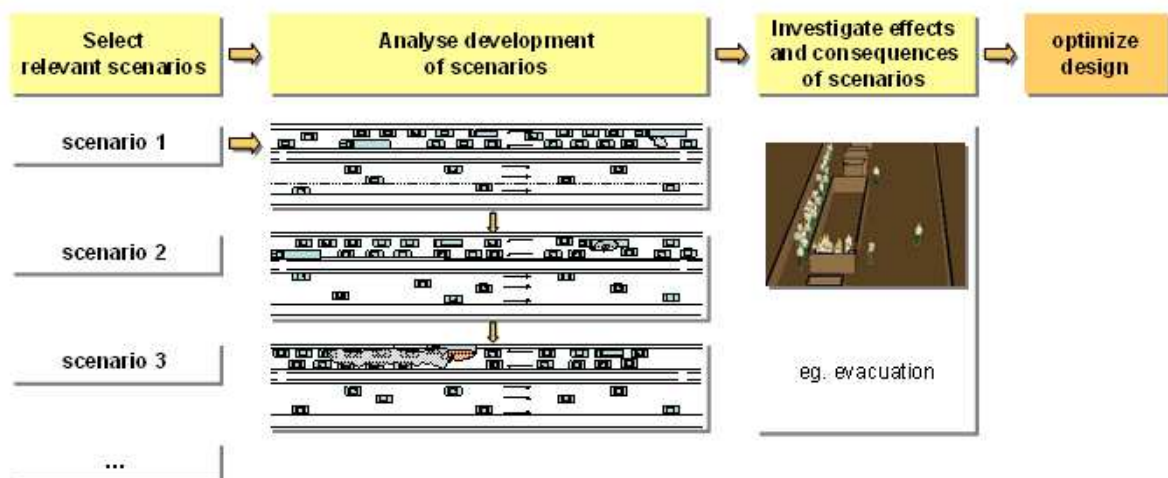 Select
relevant scenarios
Analyse development
of scenarios
Investigate effects
and consequences
of scenarios
optimize
design
scenario 1
scenario 2
scenario 3
eg. evacuation
...